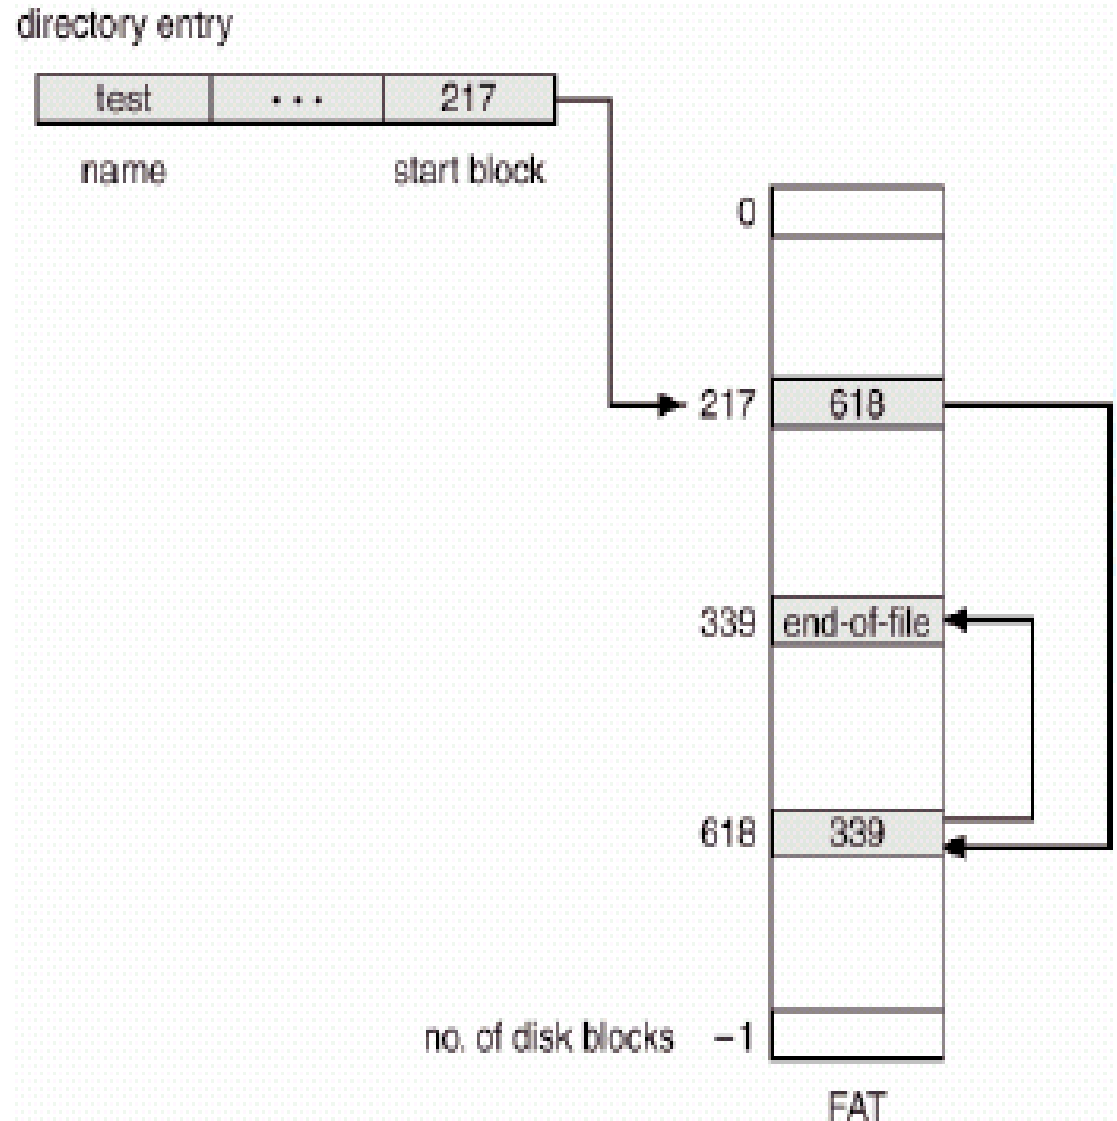 directory entry
test ... 217
name start block
0
217 618
339 end-of-file
618 339
no. of disk blocks –1
FAT